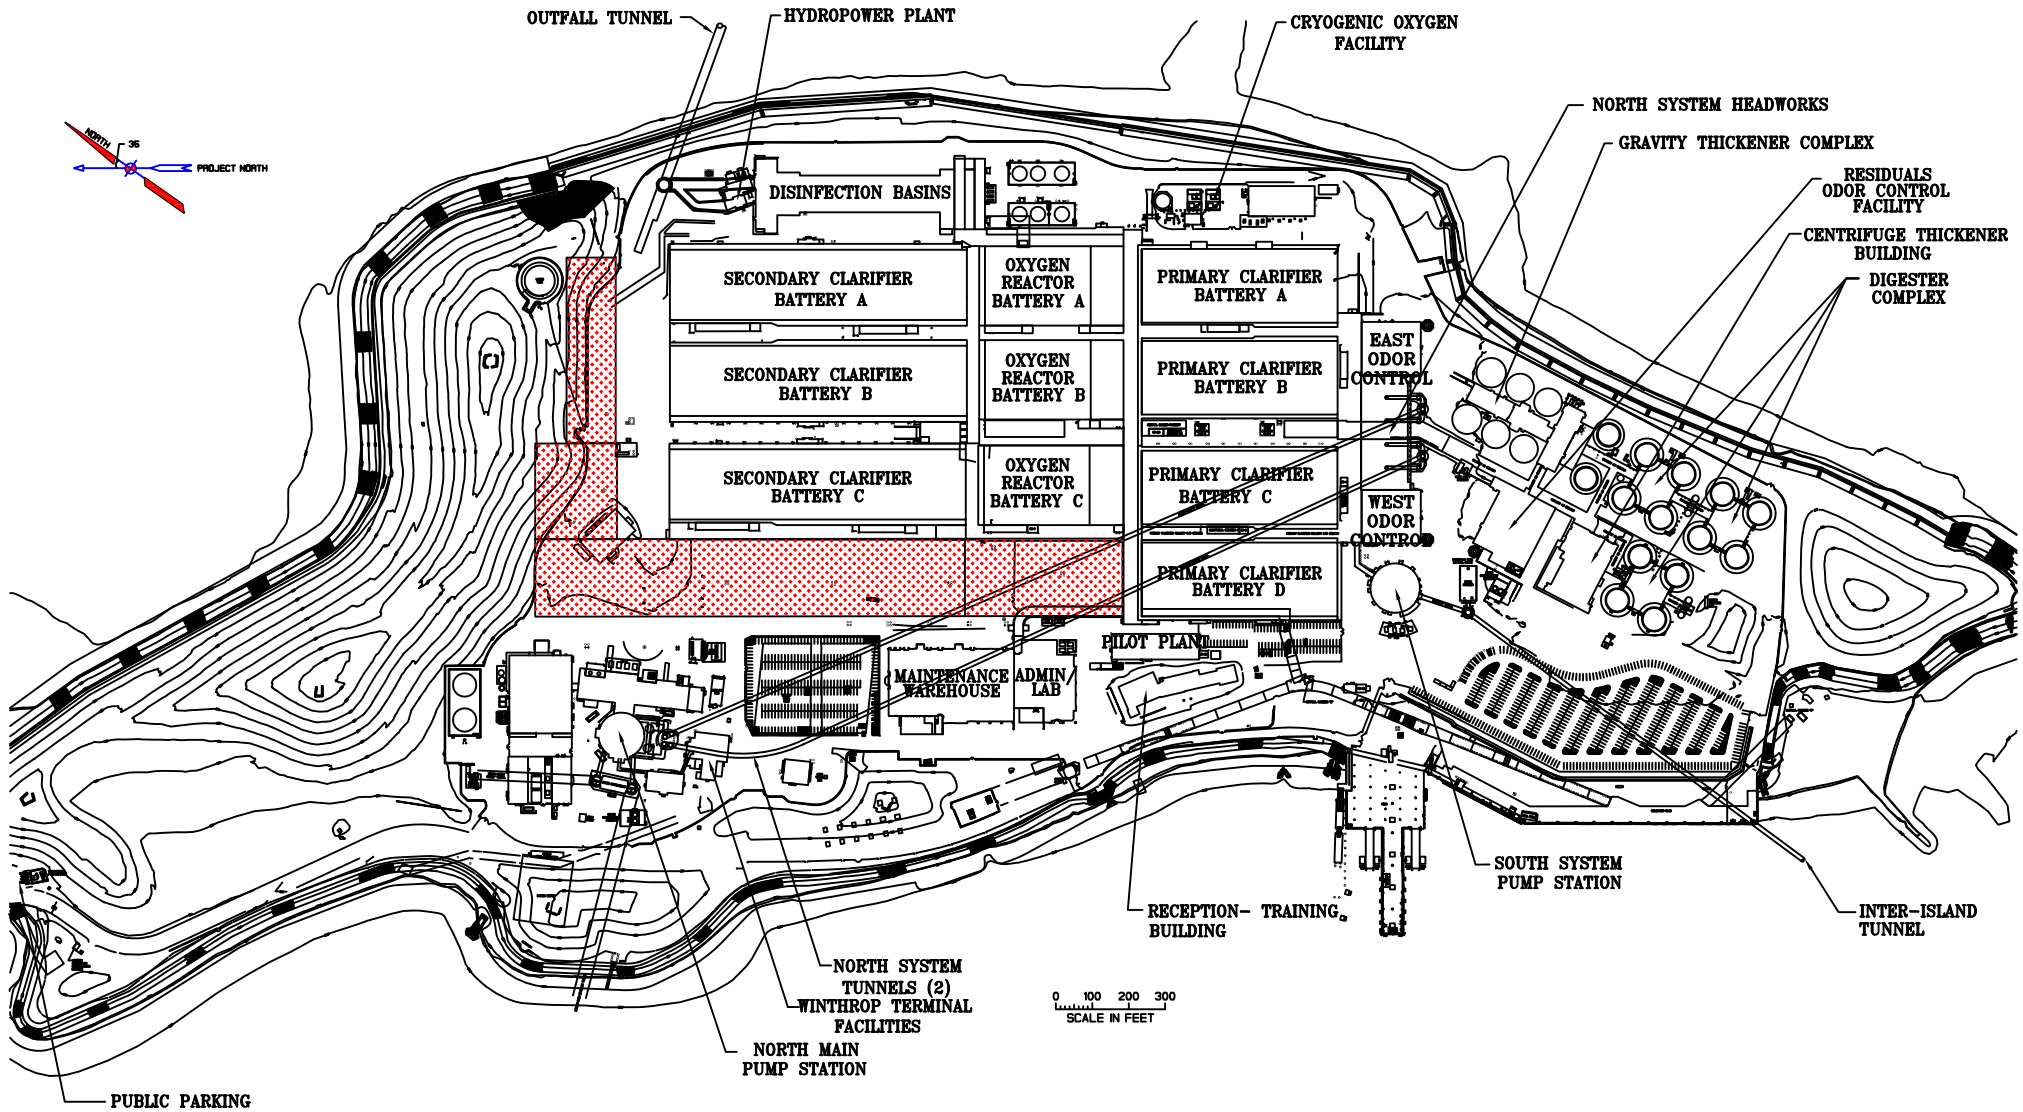 OUTFALL TUNNEL
HYDROPOWER PLANT
CRYOGENIC OXYGEN
FACILITY
NORTH SYSTEM HEADWORKS
GRAVITY THICKENER COMPLEX
RESIDUALS
ODOR CONTROL
FACILITY
CENTRIFUGE THICKENER
BUILDING
DIGESTER
COMPLEX
NORTH
36
PROJECT NORTH
DISINFECTION BASINS
SECONDARY CLARIFIER
BATTERY A
OXYGEN
REACTOR
BATTERY A
PRIMARY CLARIFIER
BATTERY A
EAST
ODOR
CONTROL
SECONDARY CLARIFIER
BATTERY B
OXYGEN
REACTOR
BATTERY B
PRIMARY CLARIFIER
BATTERY B
SECONDARY CLARIFIER
BATTERY C
OXYGEN
REACTOR
BATTERY C
PRIMARY CLARIFIER
BATTERY C
WEST
ODOR
CONTROL
PRIMARY CLARIFIER
BATTERY D
PILOT PLANT
MAINTENANCE
WAREHOUSE
ADMIN/
LAB
SOUTH SYSTEM
PUMP STATION
RECEPTION- TRAINING
BUILDING
INTER-ISLAND
TUNNEL
NORTH SYSTEM
TUNNELS (2)
WINTHROP TERMINAL
FACILITIES
NORTH MAIN
PUMP STATION
0 100 200 300
SCALE IN FEET
PUBLIC PARKING